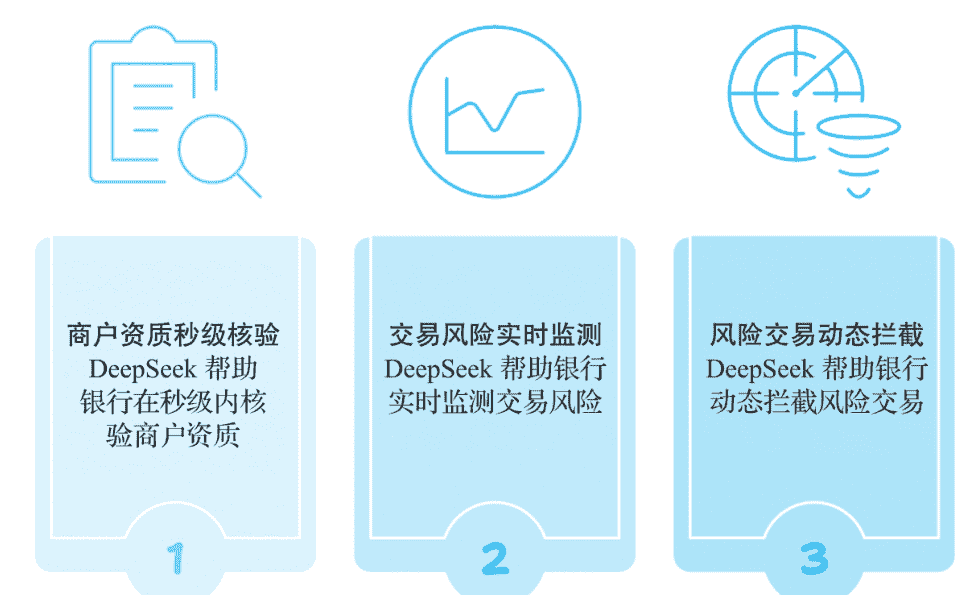 商户资质秒级核验
DeepSeek 帮助
银行在秒级内核
验商户资质
1
交易风险实时监测
DeepSeek 帮助银行
实时监测交易风险
2
风险交易动态拦截
DeepSeek 帮助银行
动态拦截风险交易
3